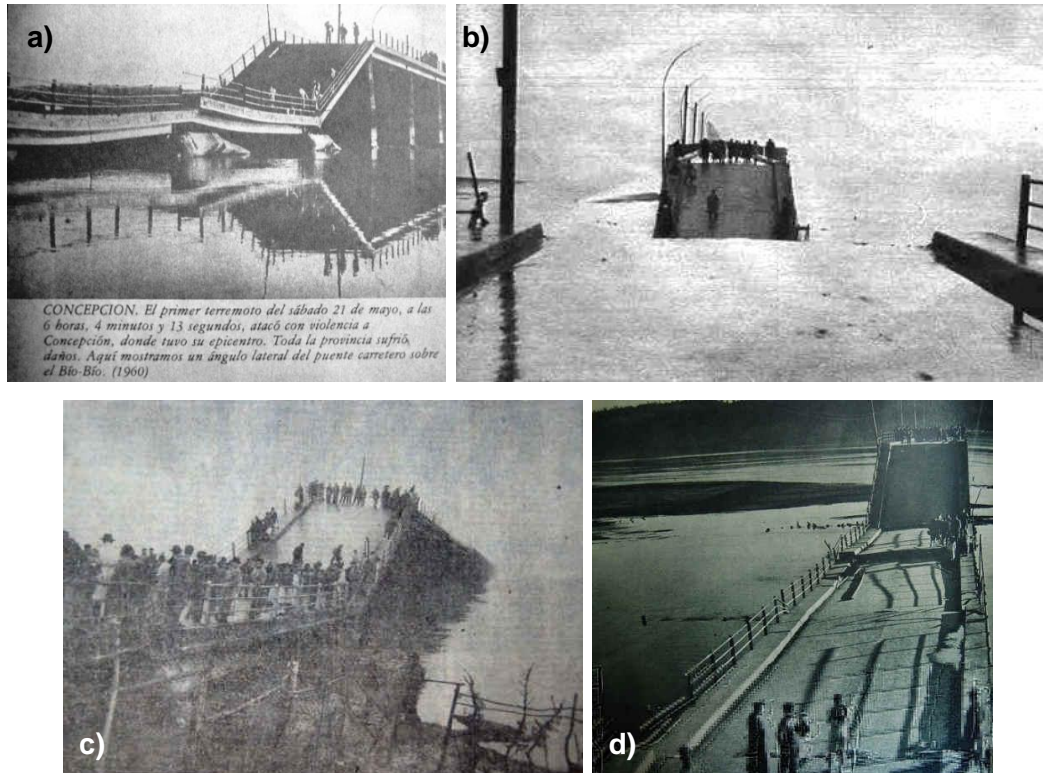 a)
b)
CONCEPCION. El primer terremoto del sábado 21 de mayo, a las
6 horas, 4 minutos y 13 segundos, atacó con violencia a
Concepción, donde tuvo su epicentro. Toda la provincia sufrió
daños. Aquí mostramos un ángulo lateral del puente carretero sobre
el Bío-Bío. (1960)
c)
d)